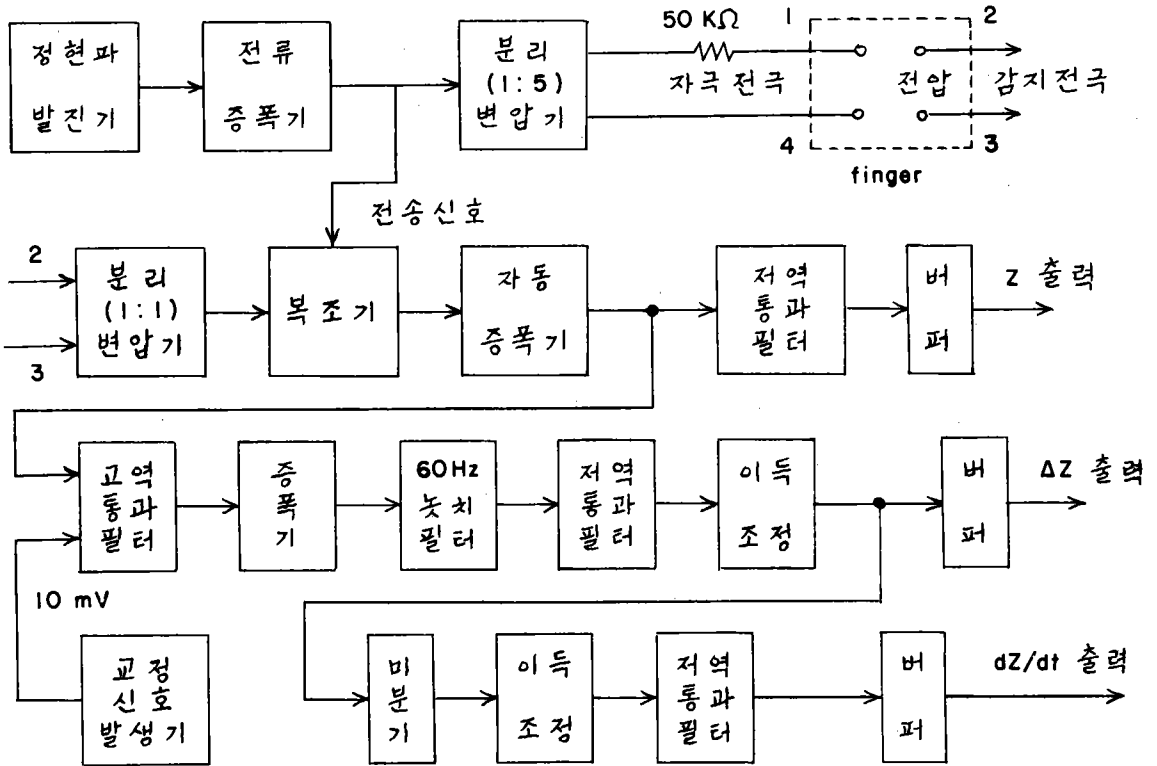 정현파
발진기
전류
증폭기
분리
(1:5)
변압기
50 KΩ
자극전극
1
2
전압
감지전극
4
3
finger
전송신호
2
3
분리
(1:1)
변압기
복조기
자동
증폭기
저역
통과
필터
버
퍼
Z 출력
고역
통과
필터
증
폭
기
60Hz
놋치
필터
저역
통과
필터
이득
조정
버
퍼
ΔZ 출력
10 mV
교정
신호
발생기
미
분
기
이득
조정
저역
통과
필터
버
퍼
dZ/dt 출력